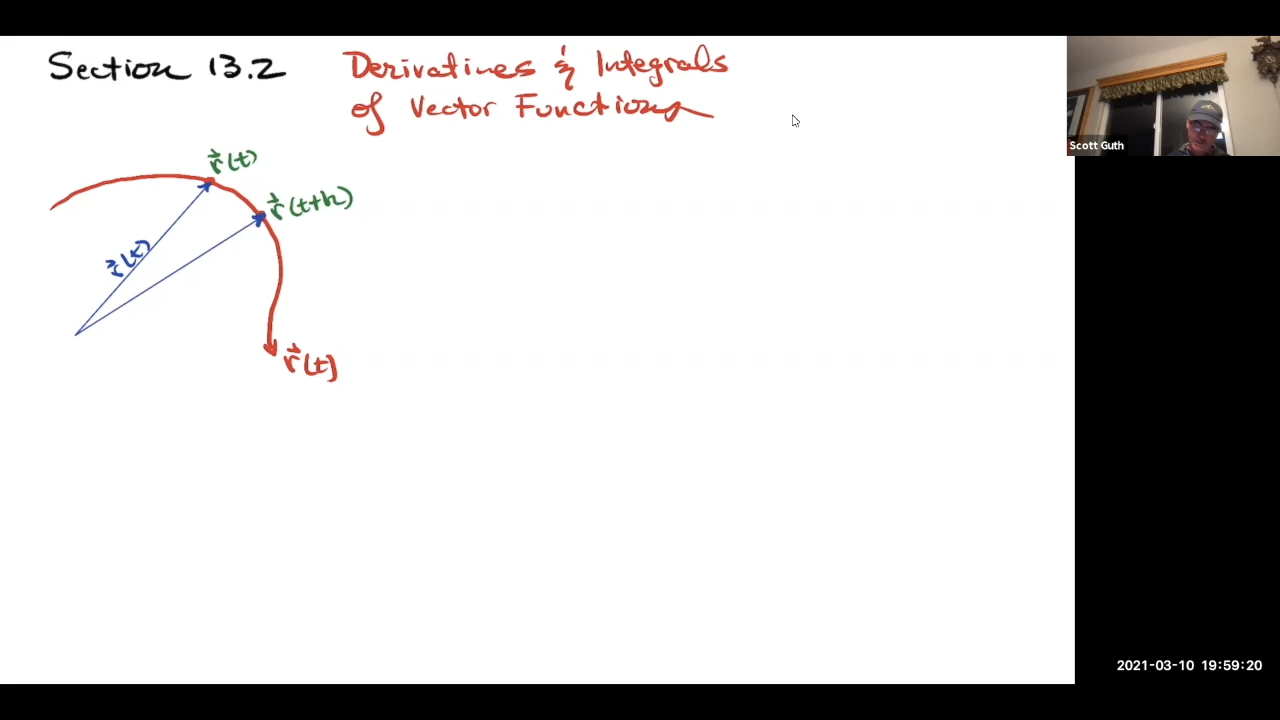 Section 13.2 Derivatives & Integrals
of Vector Functions
Scott Guth
r⃗(t)
r⃗(t+h)
r⃗(t)
r⃗(t)
2021-03-10 19:59:20